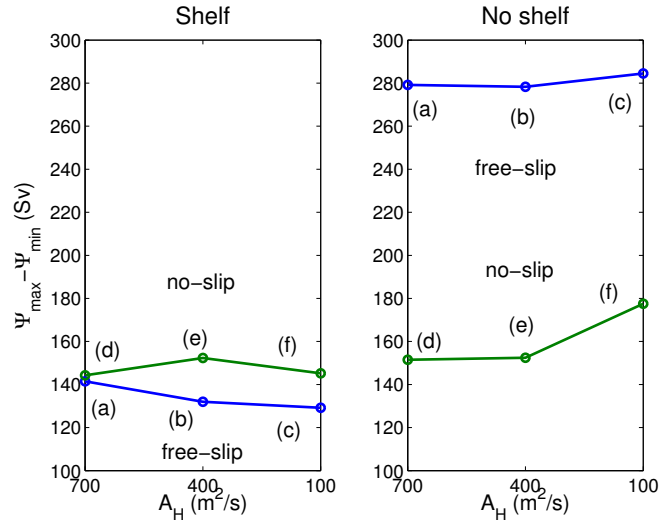 Shelf
300
280
260
240
220
200
180
160
140
120
100
Ψmax−Ψmin (Sv)
no−slip
(d)
(e)
(f)
(a)
(b)
(c)
free−slip
700
400
100
A_H (m²/s)
No shelf
300
280
260
240
220
200
180
160
140
120
100
(a)
(b)
(c)
free−slip
no−slip
(d)
(e)
(f)
700
400
100
A_H (m²/s)